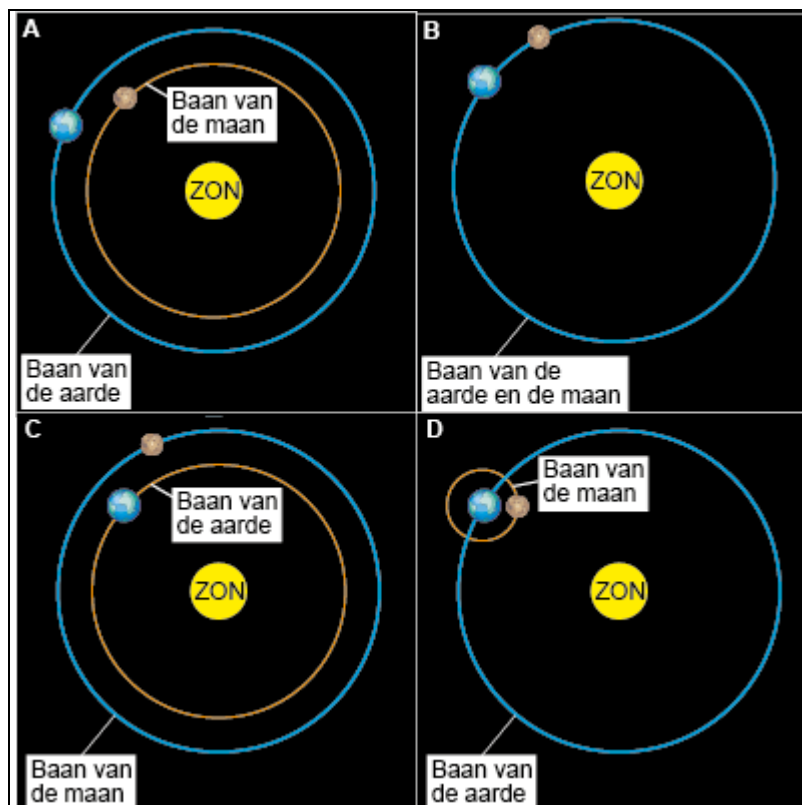 A
Baan van
de maan
ZON
Baan van
de aarde
B
ZON
Baan van de
aarde en de maan
C
Baan van
de aarde
ZON
Baan van
de maan
D
Baan van
de maan
ZON
Baan van
de aarde